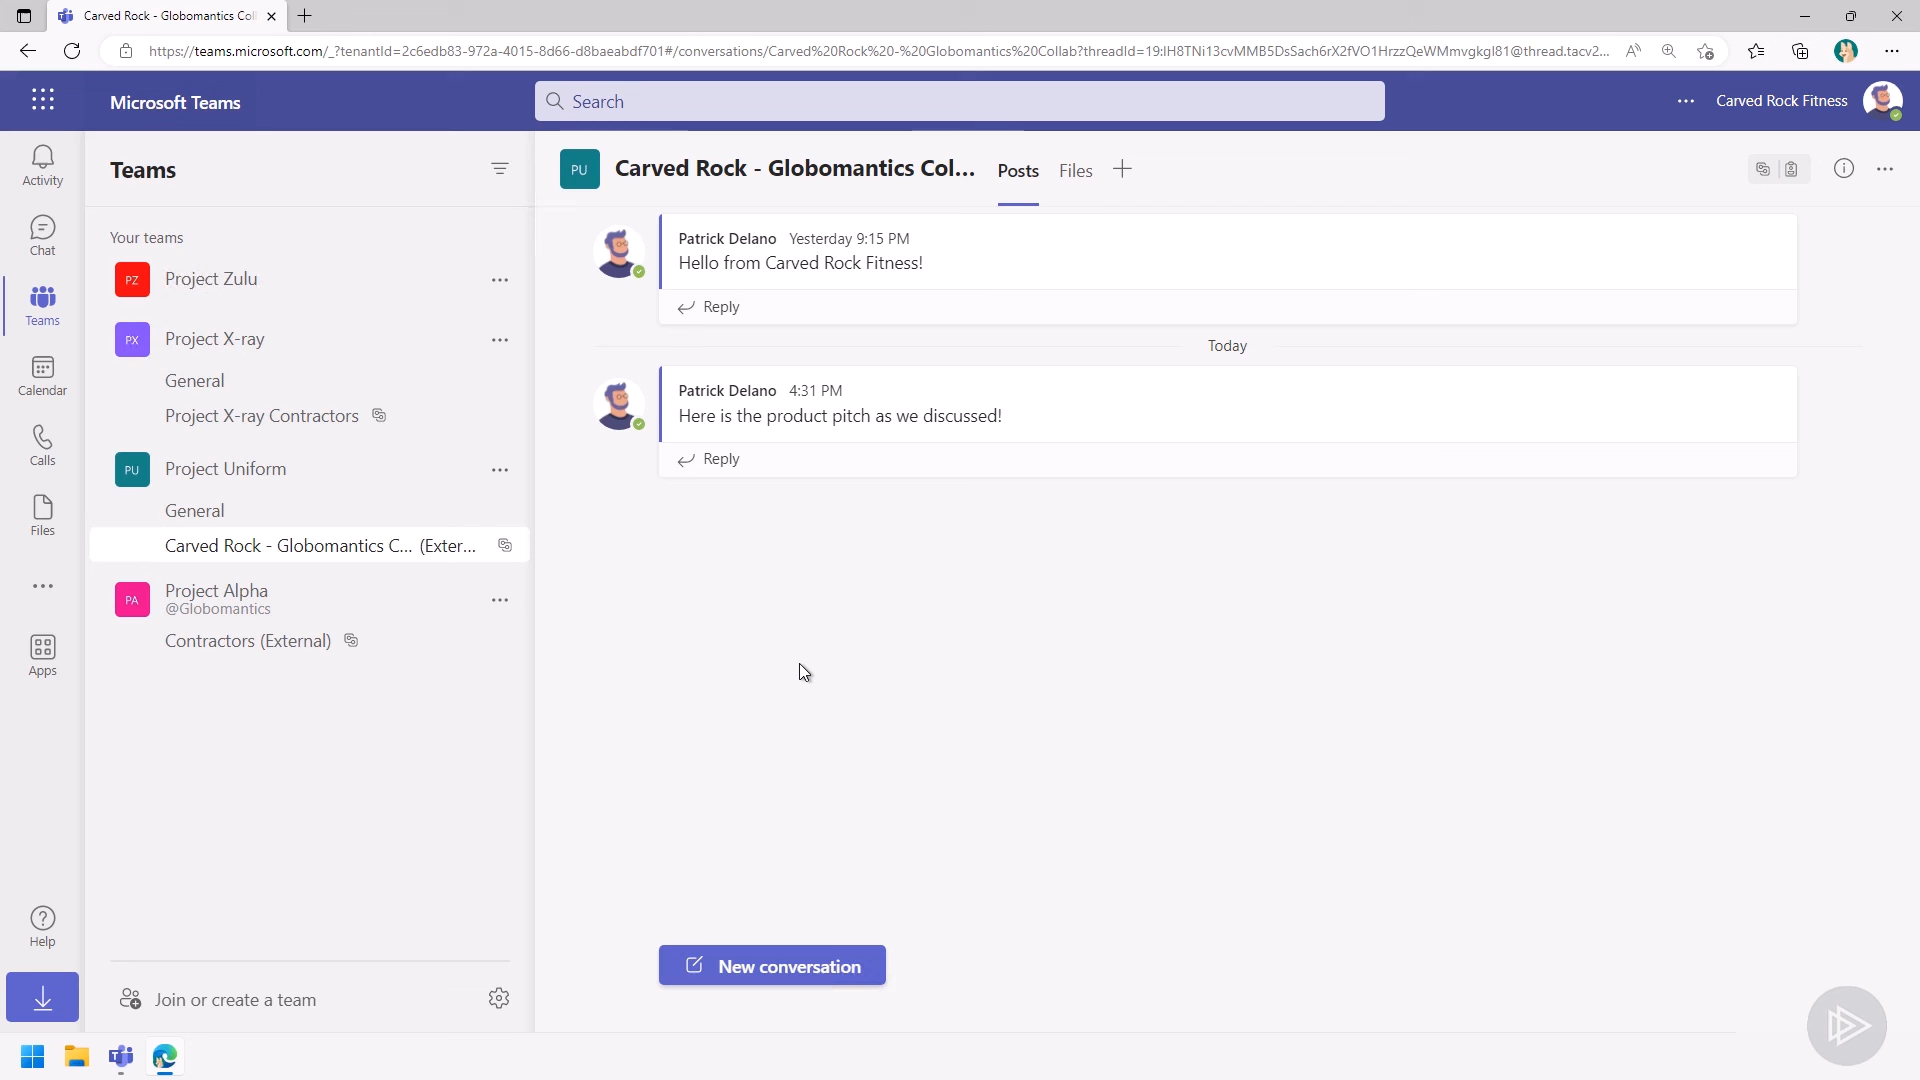 Carved Rock - Globomantics Coll
https://teams.microsoft.com/_?tenantId=2c6edb83-972a-4015-8d66-d8baeabdf701#/conversations/Carved%20Rock%20-%20Globomantics%20Collab?threadId=19:IH8TNi13cvMMB5DsSach6rX2fVO1HrzzQeWMmvgkgl81@thread.tacv2...
Microsoft Teams
Search
Carved Rock Fitness
Activity
Chat
Teams
Calendar
Calls
Files
Apps
Help
Teams
Your teams
PZ Project Zulu
PX Project X-ray
General
Project X-ray Contractors
PU Project Uniform
General
Carved Rock - Globomantics C... (Exter...
PA Project Alpha
@Globomantics
Contractors (External)
Join or create a team
PU Carved Rock - Globomantics Col... Posts Files
Patrick Delano Yesterday 9:15 PM
Hello from Carved Rock Fitness!
Reply
Today
Patrick Delano 4:31 PM
Here is the product pitch as we discussed!
Reply
New conversation